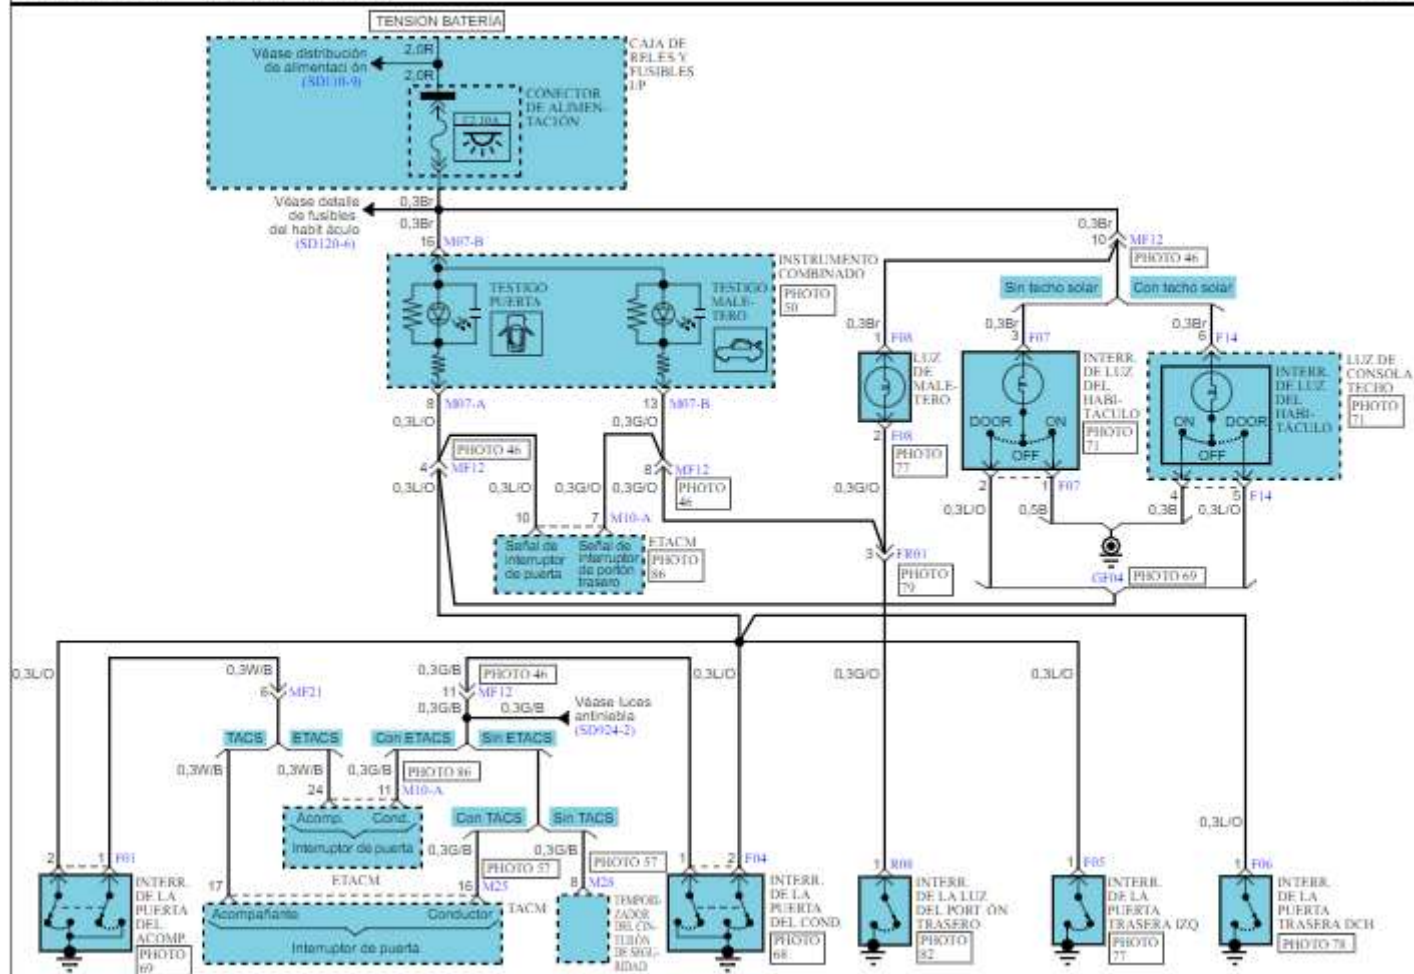 TENSION BATERÍA
CAJA DE
RELÉS Y
FUSIBLES
I/P
2.0R
Véase distribución
de alimentaci ón
(SD110-9)
2,0R
CONECTOR
DE ALIMEN-
TACIÓN
Véase detalle
de fusibles
del habit áculo
(SD120-6)
0,3Br
0,3Br
16 M07-B
0,3Br
10 MF12
PHOTO 46
INSTRUMENTO
COMBINADO
PHOTO
50
TESTIGO
PUERTA
TESTIGO
MALE-
TERO
Sin techo solar
Con techo solar
0,3Br
0,3Br
0,3Br
1 F08
3 F07
6 F14
LUZ
DE
MALE-
TERO
INTERR.
DE LUZ
DEL
HABI-
TÁCULO
PHOTO
71
DOOR
ON
OFF
INTERR.
DE LUZ
DEL
HABI-
TÁCULO
ON
DOOR
OFF
LUZ DE
CONSOLA
TECHO
PHOTO
71
8 M07-A
13 M07-B
0,3L/O
0,3G/O
2 F08
PHOTO
77
PHOTO 46
4 MF12
8 MF12
PHOTO
46
0,3L/O
0,3L/O
0,3G/O
0,3G/O
0,3G/O
2
1 F07
4
5 F14
0,3L/O
0,5B
0,3B
0,3L/O
10
7 M10-A
Señal de
interruptor
de puerta
Señal de
interruptor
de portón
trasero
ETACM
PHOTO
86
3 FR01
PHOTO
79
GF04
PHOTO 69
0,3L/O
0,3W/B
0,3G/B
PHOTO 46
0,3L/O
0,3G/O
0,3L/O
6 MF21
11 MF12
0,3G/B
0,3G/B
Véase luces
antiniebla
(SD924-2)
TACS
ETACS
Con ETACS
Sin ETACS
0,3W/B
0,3W/B
0,3G/B
PHOTO 86
24
11 M10-A
Acomp.
Cond.
Interruptor de puerta
ETACM
Con TACS
Sin TACS
0,3G/B
PHOTO 57
0,3G/B
PHOTO 57
0,3L/O
2
1 F01
17
16 M25
8 M28
1
2 F04
1 R08
1 F05
1 F06
INTERR.
DE LA
PUERTA
DEL
ACOMP.
PHOTO
69
Acompañante
Conductor
Interruptor de puerta
TACM
TEMPORI-
ZADOR
DEL CIN-
TURÓN
DE SEGU-
RIDAD
INTERR.
DE LA
PUERTA
DEL COND.
PHOTO
68
INTERR.
DE LA LUZ
DEL PORT ÓN
TRASERO
PHOTO
82
INTERR.
DE LA
PUERTA
TRASERA IZQ
PHOTO
77
INTERR.
DE LA
PUERTA
TRASERA DCH
PHOTO 78